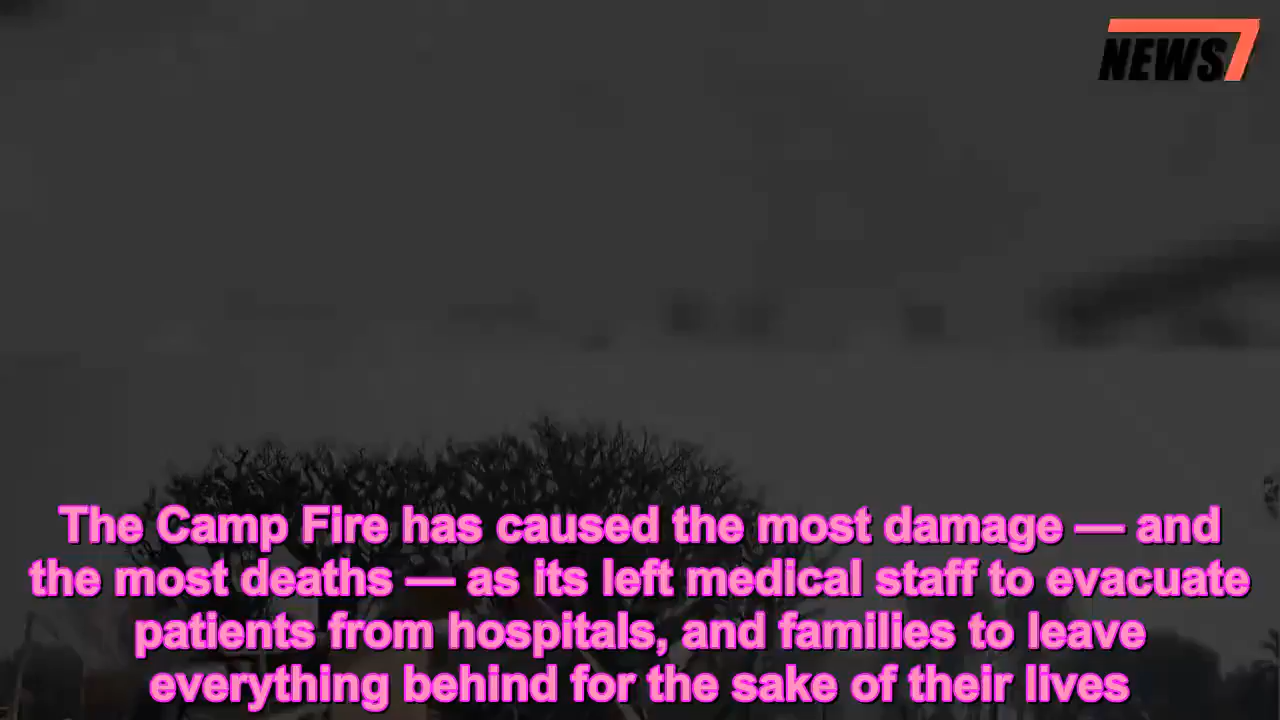 NEWS7
The Camp Fire has caused the most damage — and
the most deaths — as its left medical staff to evacuate
patients from hospitals, and families to leave
everything behind for the sake of their lives